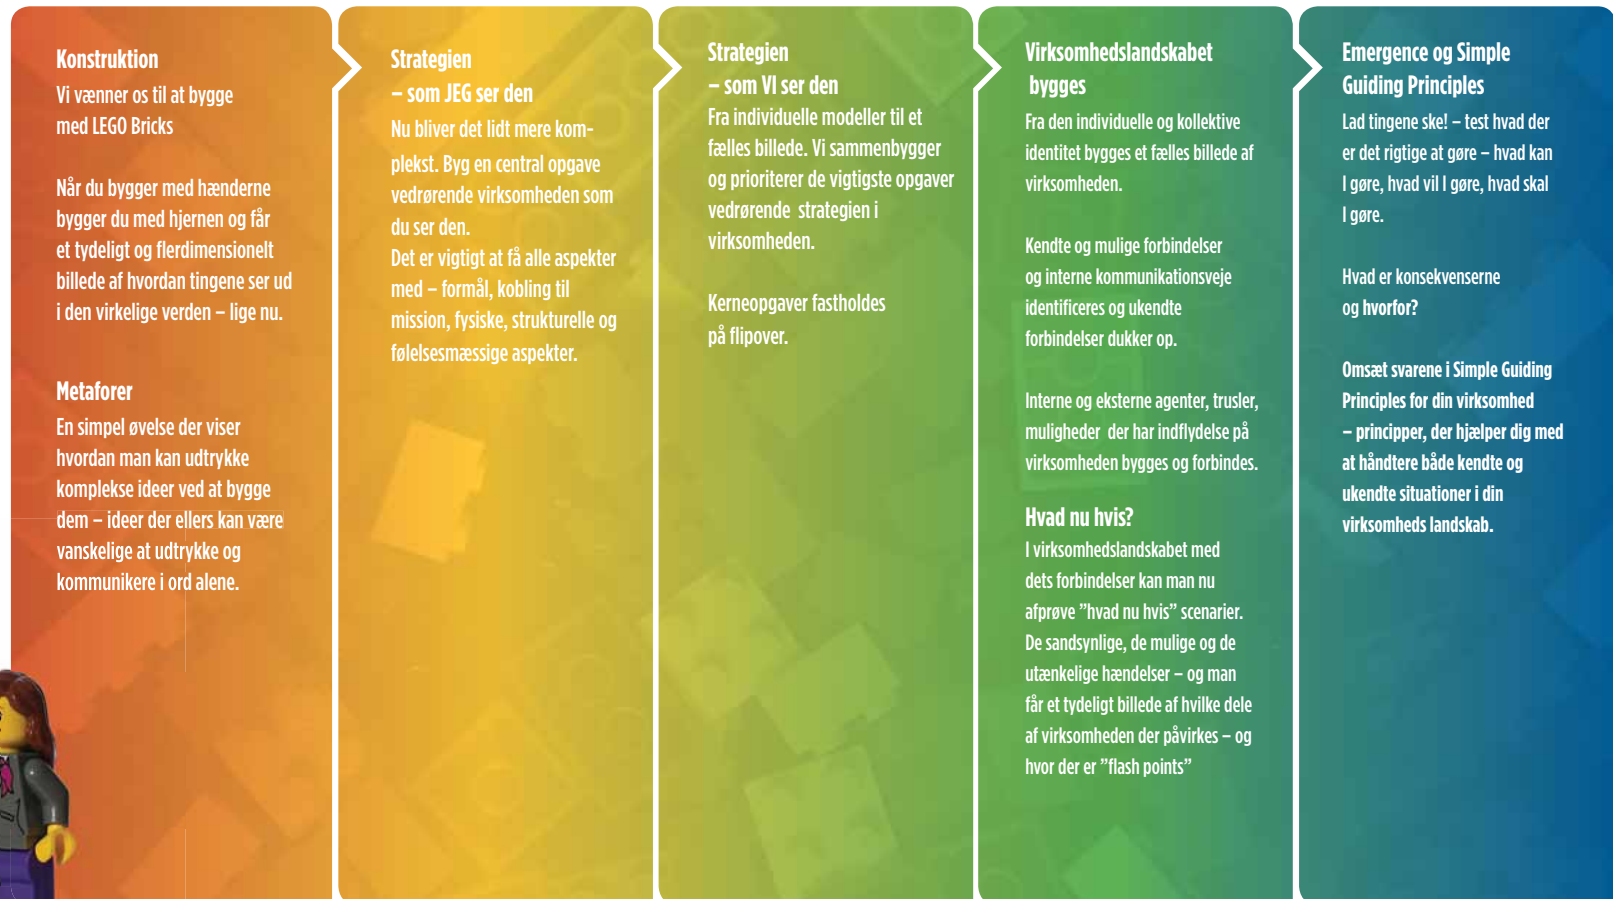 Konstruktion
Vi vænner os til at bygge
med LEGO Bricks
Når du bygger med hænderne
bygger du med hjernen og får
et tydeligt og flerdimensionelt
billede af hvordan tingene ser ud
i den virkelige verden – lige nu.
Metaforer
En simpel øvelse der viser
hvordan man kan udtrykke
komplekse ideer ved at bygge
dem – ideer der ellers kan være
vanskelige at udtrykke og
kommunikere i ord alene.
Strategien
– som JEG ser den
Nu bliver det lidt mere kom-
plekst. Byg en central opgave
vedrørende virksomheden som
du ser den.
Det er vigtigt at få alle aspekter
med – formål, kobling til
mission, fysiske, strukturelle og
følelsesmæssige aspekter.
Strategien
– som VI ser den
Fra individuelle modeller til et
fælles billede. Vi sammenbygger
og prioriterer de vigtigste opgaver
vedrørende strategien i
virksomheden.
Kerneopgaver fastholdes
på flipover.
Virksomhedslandskabet
bygges
Fra den individuelle og kollektive
identitet bygges et fælles billede af
virksomheden.
Kendte og mulige forbindelser
og interne kommunikationsveje
identificeres og ukendte
forbindelser dukker op.
Interne og eksterne agenter, trusler,
muligheder der har indflydelse på
virksomheden bygges og forbindes.
Hvad nu hvis?
I virksomhedslandskabet med
dets forbindelser kan man nu
afprøve ”hvad nu hvis” scenarier.
De sandsynlige, de mulige og de
utænkelige hændelser – og man
får et tydeligt billede af hvilke dele
af virksomheden der påvirkes – og
hvor der er ”flash points”
Emergence og Simple
Guiding Principles
Lad tingene ske! – test hvad der
er det rigtige at gøre – hvad kan
I gøre, hvad vil I gøre, hvad skal
I gøre.
Hvad er konsekvenserne
og hvorfor?
Omsæt svarene i Simple Guiding
Principles for din virksomhed
– principper, der hjælper dig med
at håndtere både kendte og
ukendte situationer i din
virksomheds landskab.